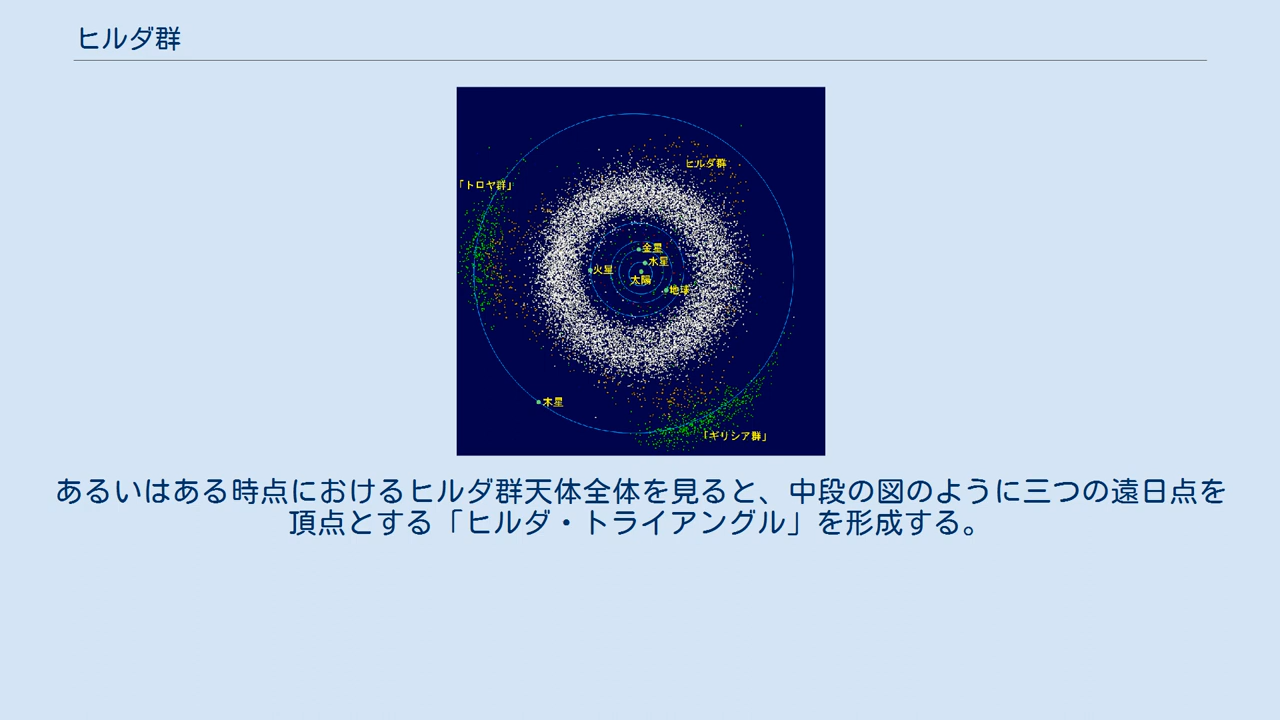 ヒルダ群
ヒルダ群
「トロヤ群」
金星
水星
火星
太陽
地球
木星
「ギリシア群」
あるいはある時点におけるヒルダ群天体全体を見ると、中段の図のように三つの遠日点を
頂点とする「ヒルダ・トライアングル」を形成する。